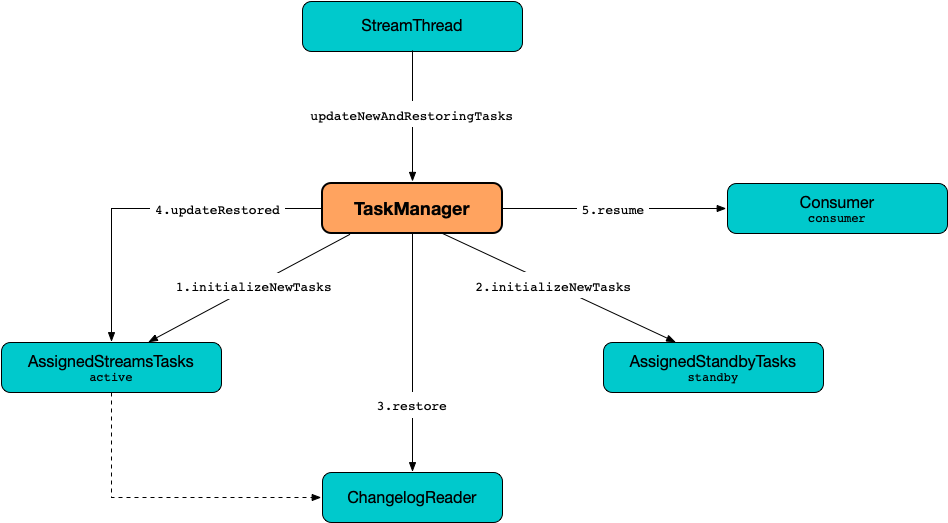 StreamThread
updateNewAndRestoringTasks
TaskManager
4.updateRestored
5.resume
Consumer
consumer
1.initializeNewTasks
2.initializeNewTasks
AssignedStreamsTasks
active
AssignedStandbyTasks
standby
3.restore
ChangelogReader